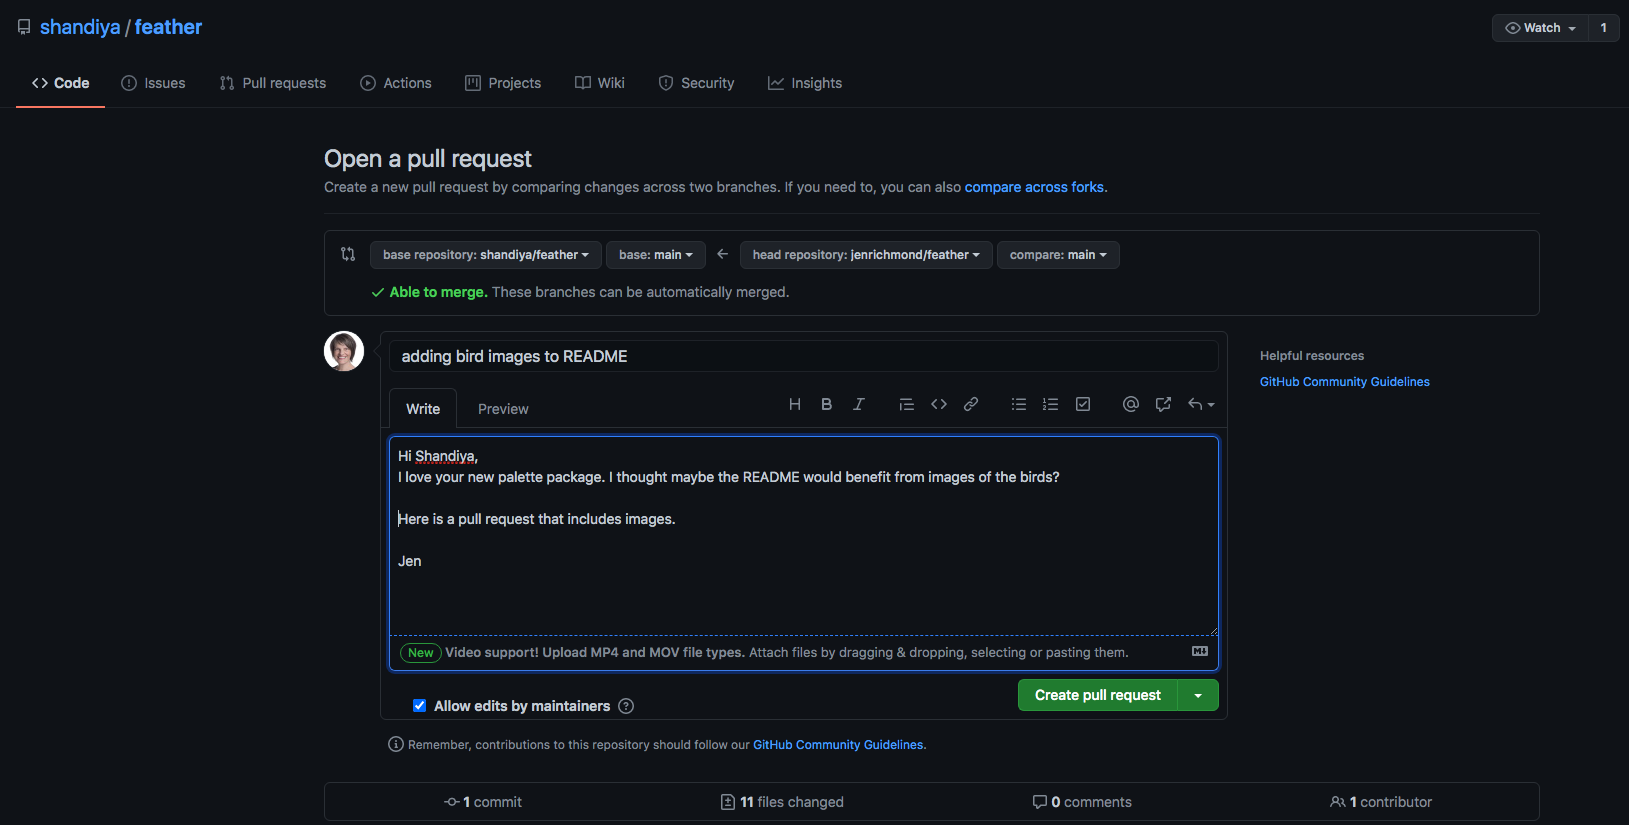 shandiya / feather
Watch 1
Code Issues Pull requests Actions Projects Wiki Security Insights
Open a pull request
Create a new pull request by comparing changes across two branches. If you need to, you can also compare across forks.
base repository: shandiya/feather base: main ← head repository: jenrichmond/feather compare: main
Able to merge. These branches can be automatically merged.
adding bird images to README
Helpful resources
GitHub Community Guidelines
Write Preview
Hi Shandiya,
I love your new palette package. I thought maybe the README would benefit from images of the birds?
Here is a pull request that includes images.
Jen
New Video support! Upload MP4 and MOV file types. Attach files by dragging & dropping, selecting or pasting them.
Create pull request
Allow edits by maintainers
Remember, contributions to this repository should follow our GitHub Community Guidelines.
1 commit 11 files changed 0 comments 1 contributor